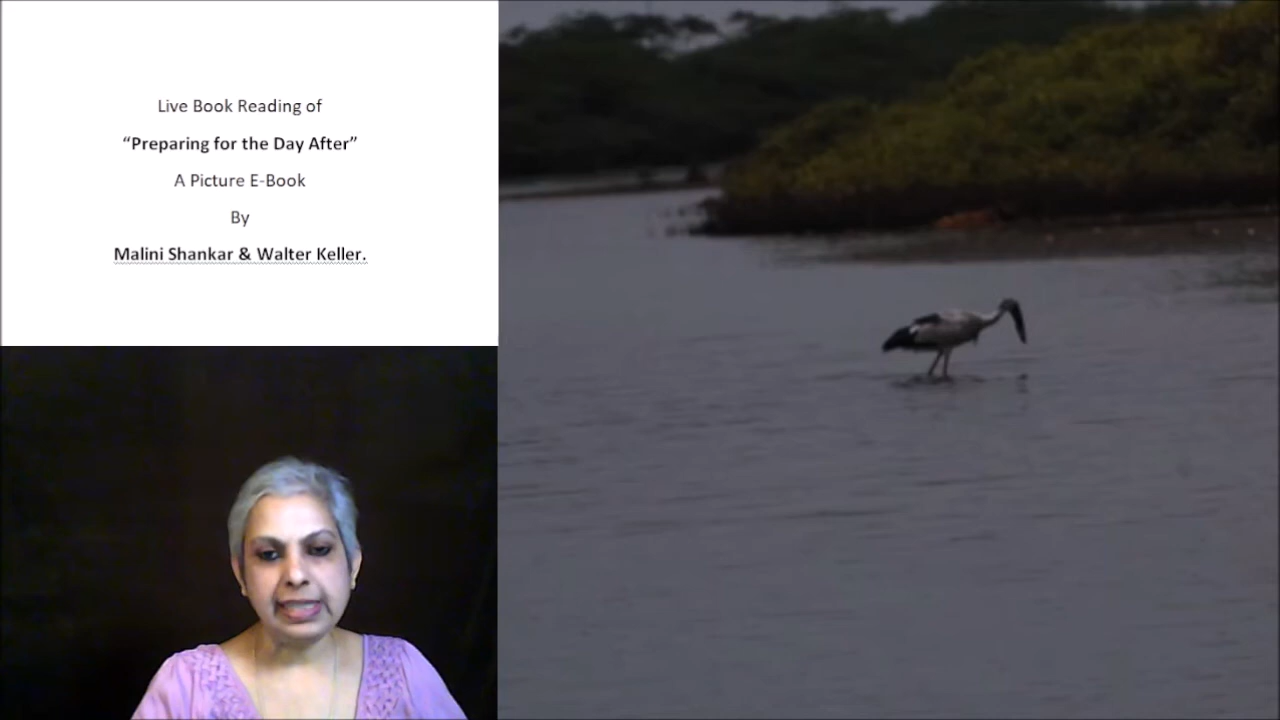 Live Book Reading of
“Preparing for the Day After”
A Picture E-Book
By
Malini Shankar & Walter Keller.